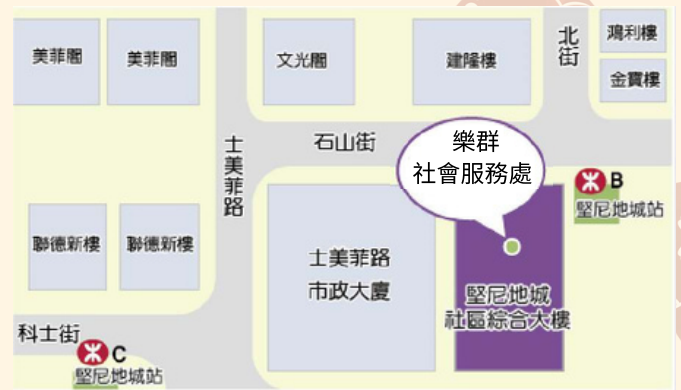 美菲閣
美菲閣
文光閣
建隆樓
北街
鴻利樓
金寶樓
士美菲路
石山街
樂群
社會服務處
B
堅尼地城站
聯德新樓
聯德新樓
士美菲路
市政大廈
堅尼地城
社區綜合大樓
科士街
C
堅尼地城站